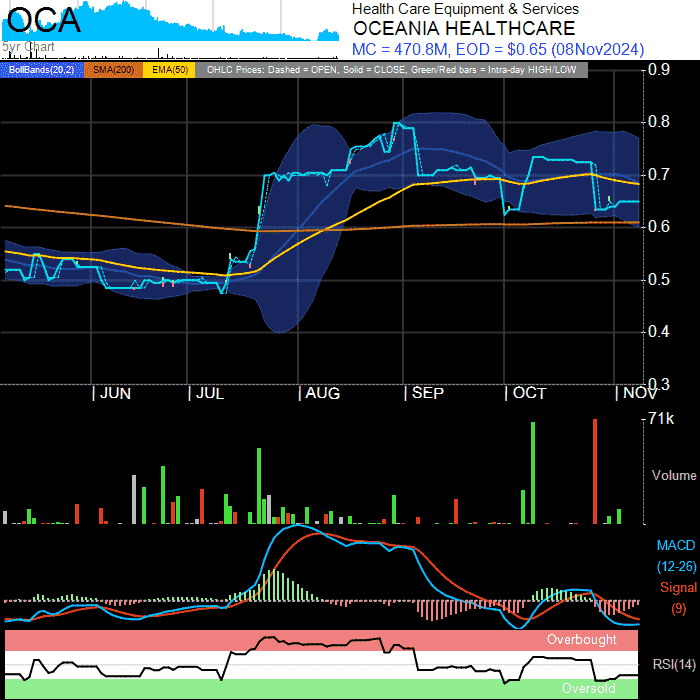 OCA
Health Care Equipment & Services
OCEANIA HEALTHCARE
5yr Chart
MC = 470.8M, EOD = $0.65 (08Nov2024)
BollBands(20,2) SMA(200) EMA(50) OHLC Prices: Dashed = OPEN, Solid = CLOSE, Green/Red bars = Intra-day HIGH/LOW
0.9
0.8
0.7
0.6
0.5
0.4
0.3
| JUN | JUL | AUG | SEP | OCT | NOV
71k
Volume
MACD
(12-26)
Signal
(9)
Overbought
RSI(14)
Oversold